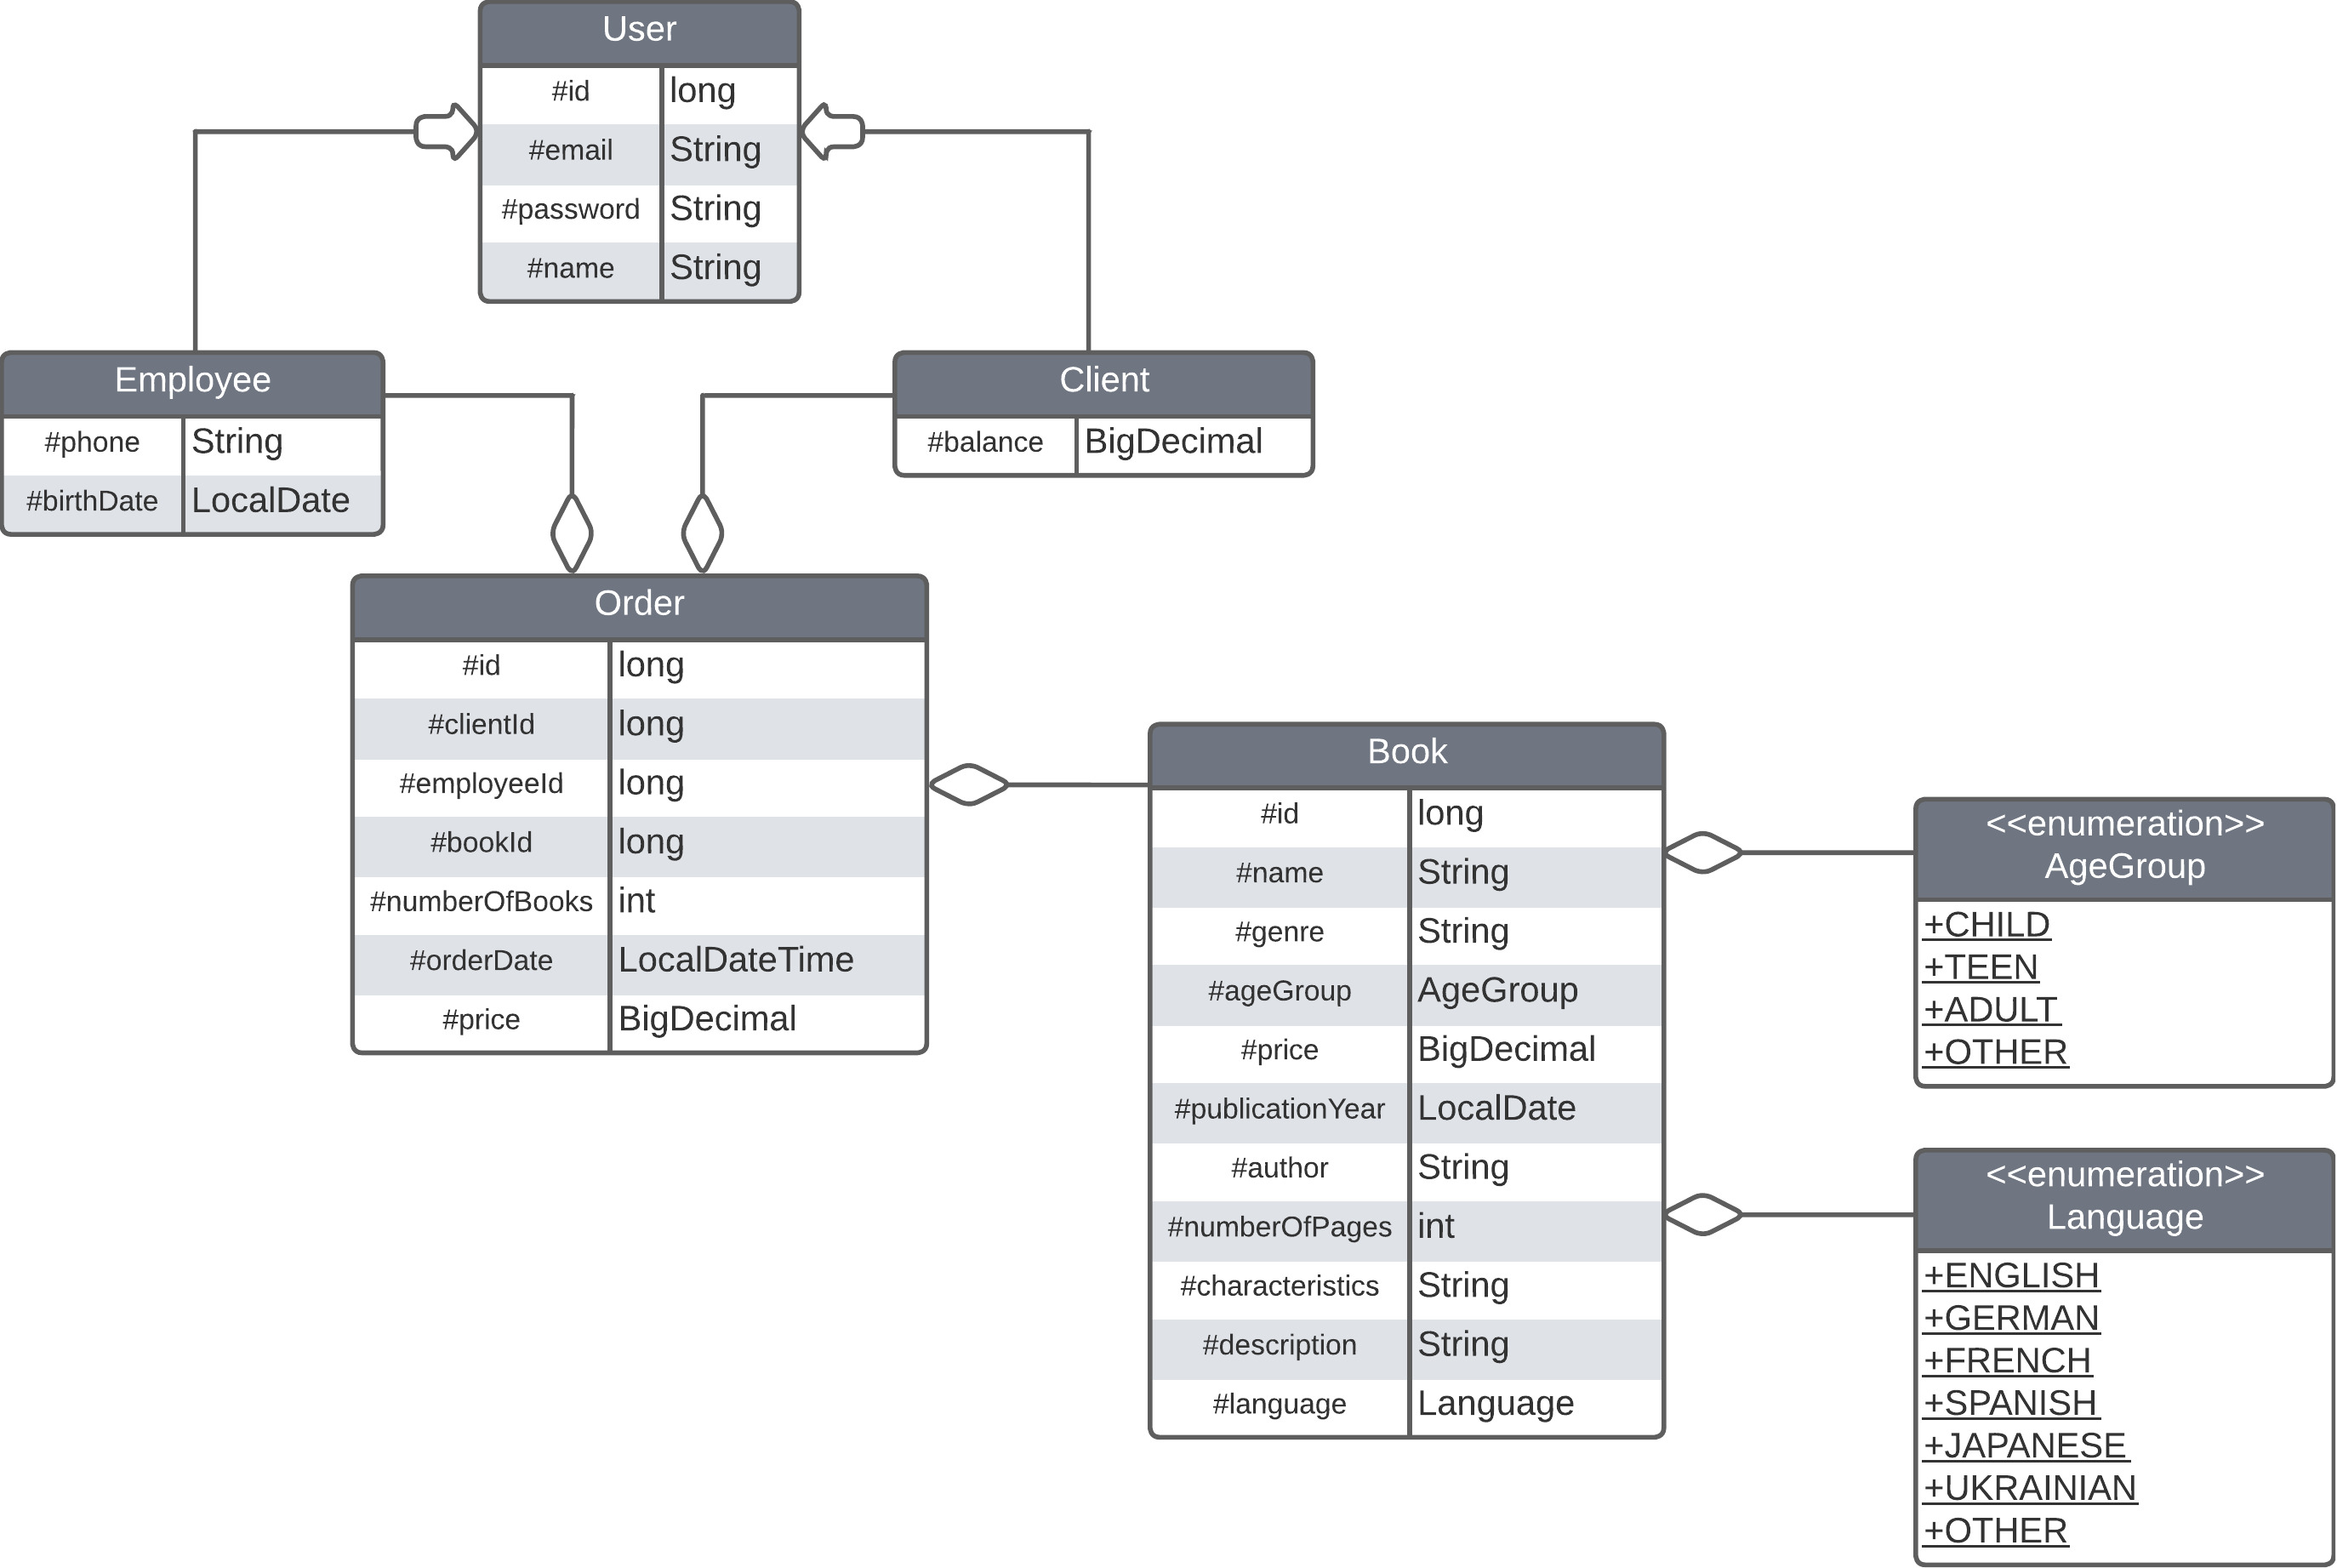 User
#id long
#email String
#password String
#name String
Employee
#phone String
#birthDate LocalDate
Client
#balance BigDecimal
Order
#id long
#clientId long
#employeeId long
#bookId long
#numberOfBooks int
#orderDate LocalDateTime
#price BigDecimal
Book
#id long
#name String
#genre String
#ageGroup AgeGroup
#price BigDecimal
#publicationYear LocalDate
#author String
#numberOfPages int
#characteristics String
#description String
#language Language
<<enumeration>>
AgeGroup
+CHILD
+TEEN
+ADULT
+OTHER
<<enumeration>>
Language
+ENGLISH
+GERMAN
+FRENCH
+SPANISH
+JAPANESE
+UKRAINIAN
+OTHER